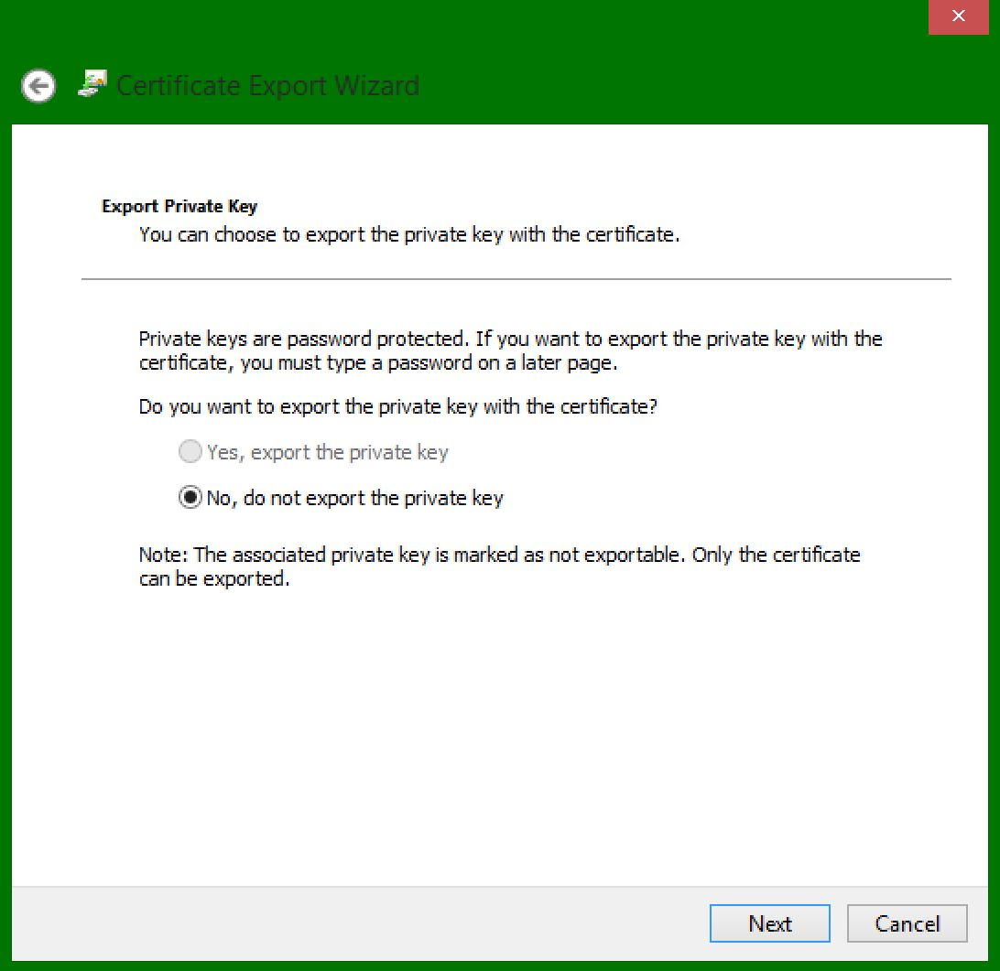 Certificate Export Wizard
Export Private Key
You can choose to export the private key with the certificate.
Private keys are password protected. If you want to export the private key with the
certificate, you must type a password on a later page.
Do you want to export the private key with the certificate?
Yes, export the private key
No, do not export the private key
Note: The associated private key is marked as not exportable. Only the certificate
can be exported.
Next
Cancel